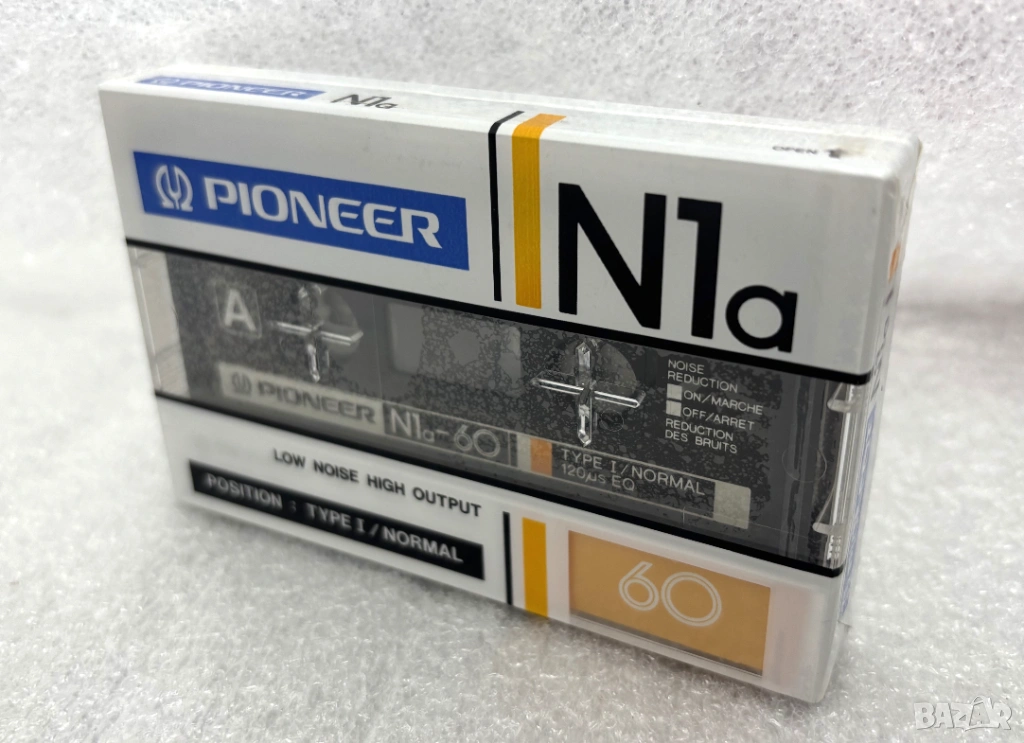 PIONEER N1a
OPEN
PIONEER
N1a
A
NOISE
REDUCTION
ON/MARCHE
OFF/ARRET
REDUCTION
DES BRUITS
PIONEER N1a-60
TYPE I/NORMAL
120µs EQ
LOW NOISE HIGH OUTPUT
POSITION : TYPE I/NORMAL
60
BAZAR